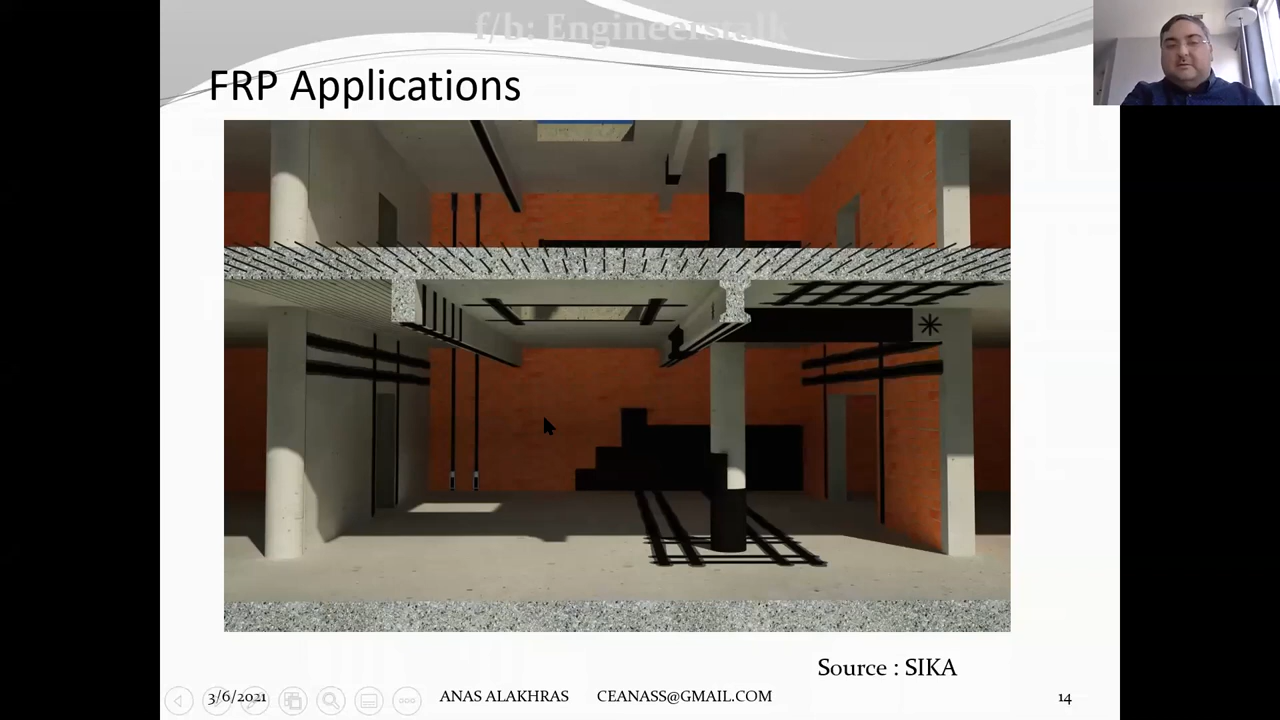 f/b: Engineerstalk
FRP Applications
Source : SIKA
3/6/2021
ANAS ALAKHRAS CEANASS@GMAIL.COM
14